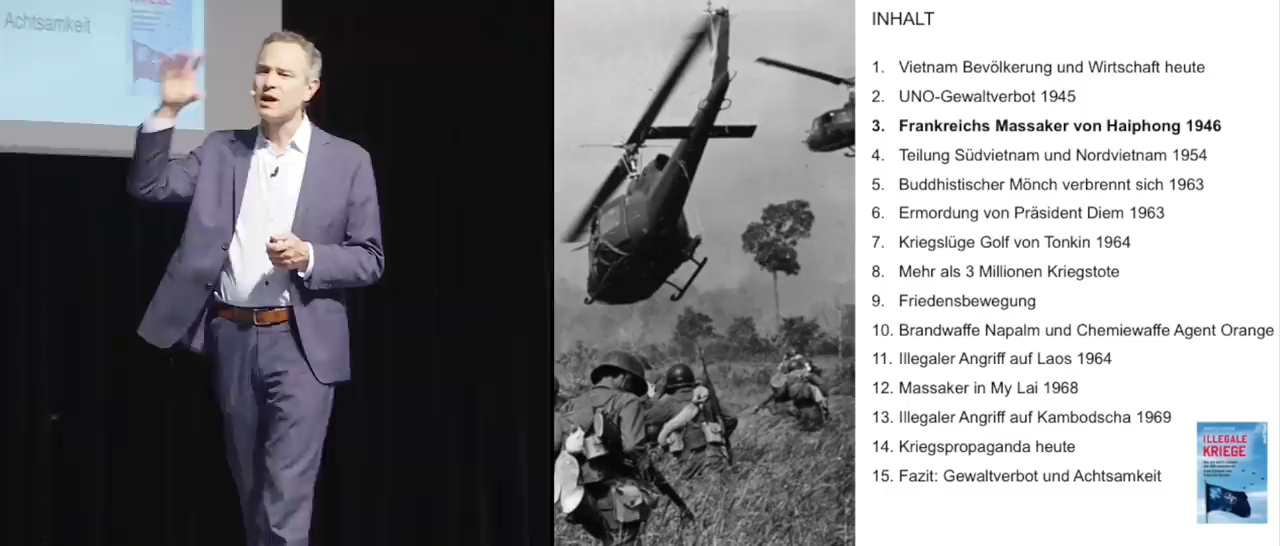 Achtsamkeit
INHALT
1. Vietnam Bevölkerung und Wirtschaft heute
2. UNO-Gewaltverbot 1945
3. Frankreichs Massaker von Haiphong 1946
4. Teilung Südvietnam und Nordvietnam 1954
5. Buddhistischer Mönch verbrennt sich 1963
6. Ermordung von Präsident Diem 1963
7. Kriegslüge Golf von Tonkin 1964
8. Mehr als 3 Millionen Kriegstote
9. Friedensbewegung
10. Brandwaffe Napalm und Chemiewaffe Agent Orange
11. Illegaler Angriff auf Laos 1964
12. Massaker in My Lai 1968
13. Illegaler Angriff auf Kambodscha 1969
14. Kriegspropaganda heute
15. Fazit: Gewaltverbot und Achtsamkeit
ILLEGALE
KRIEGE